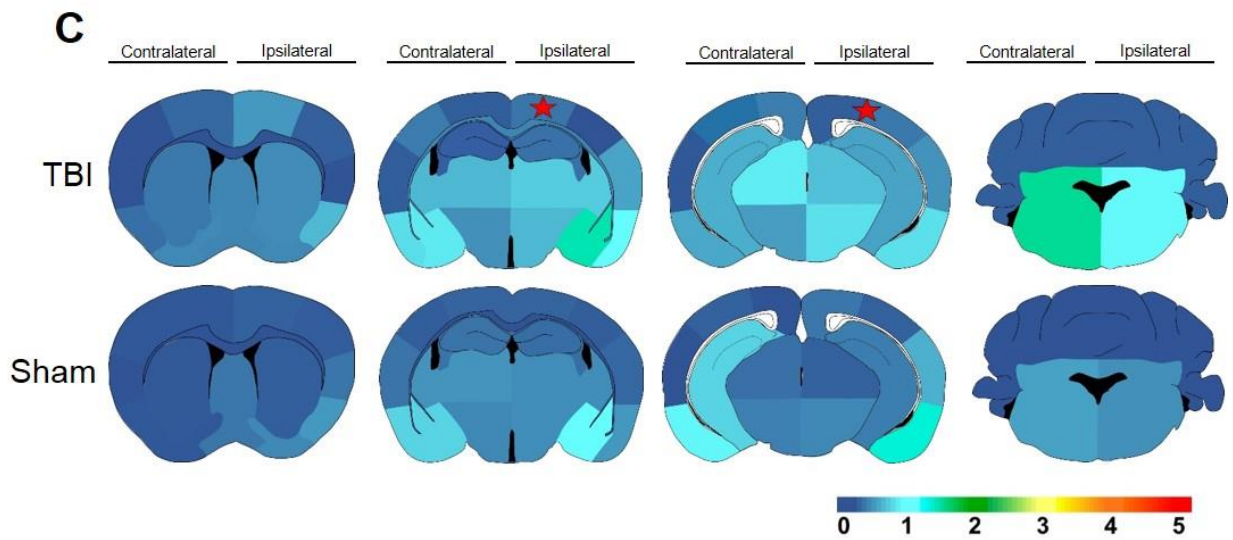 C
Contralateral Ipsilateral Contralateral Ipsilateral Contralateral Ipsilateral Contralateral Ipsilateral
TBI
Sham
0 1 2 3 4 5